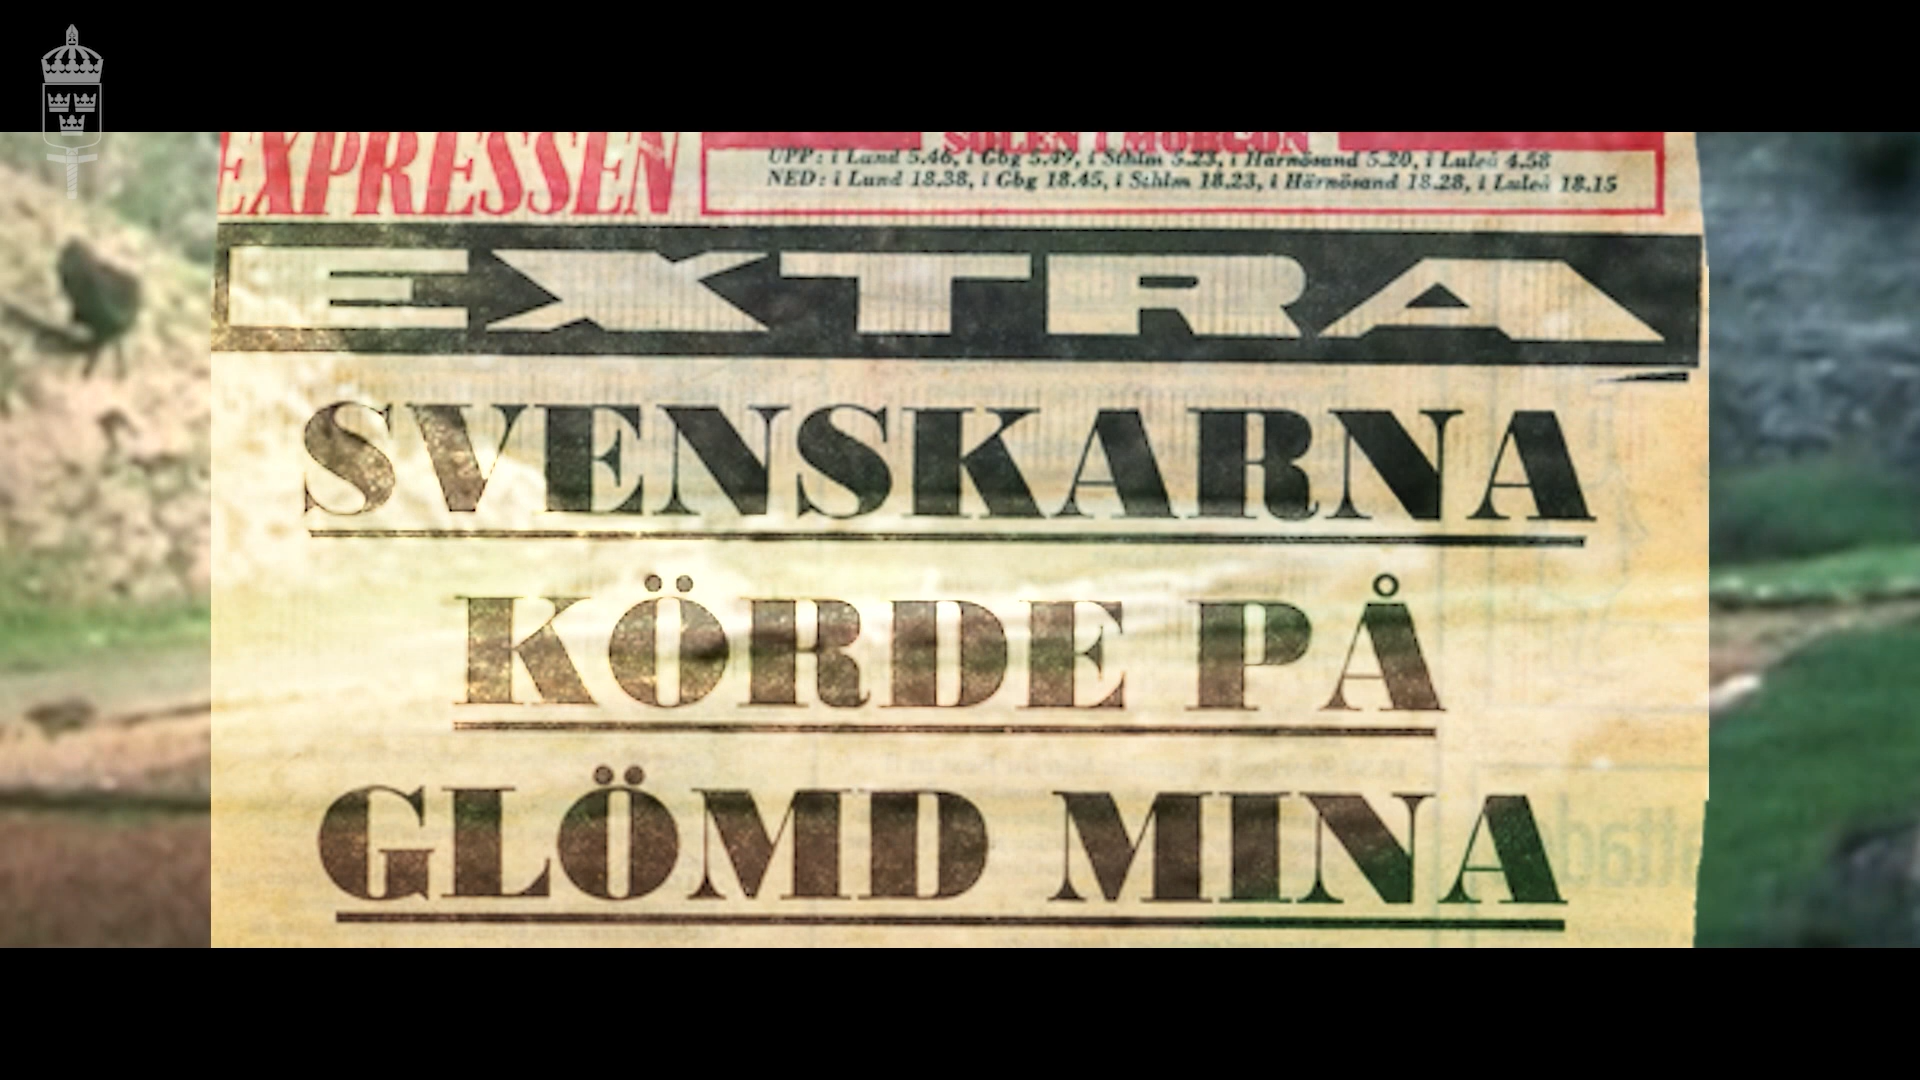 EXPRESSEN
SOLEN I MORGON
UPP: i Lund 5.46, i Gbg 5.49, i Sthlm 5.23, i Härnösand 5.20, i Luleå 4.58
NED: i Lund 18.38, i Gbg 18.45, i Sthlm 18.23, i Härnösand 18.28, i Luleå 18.15
EXTRA
SVENSKARNA
KÖRDE PÅ
GLÖMD MINA